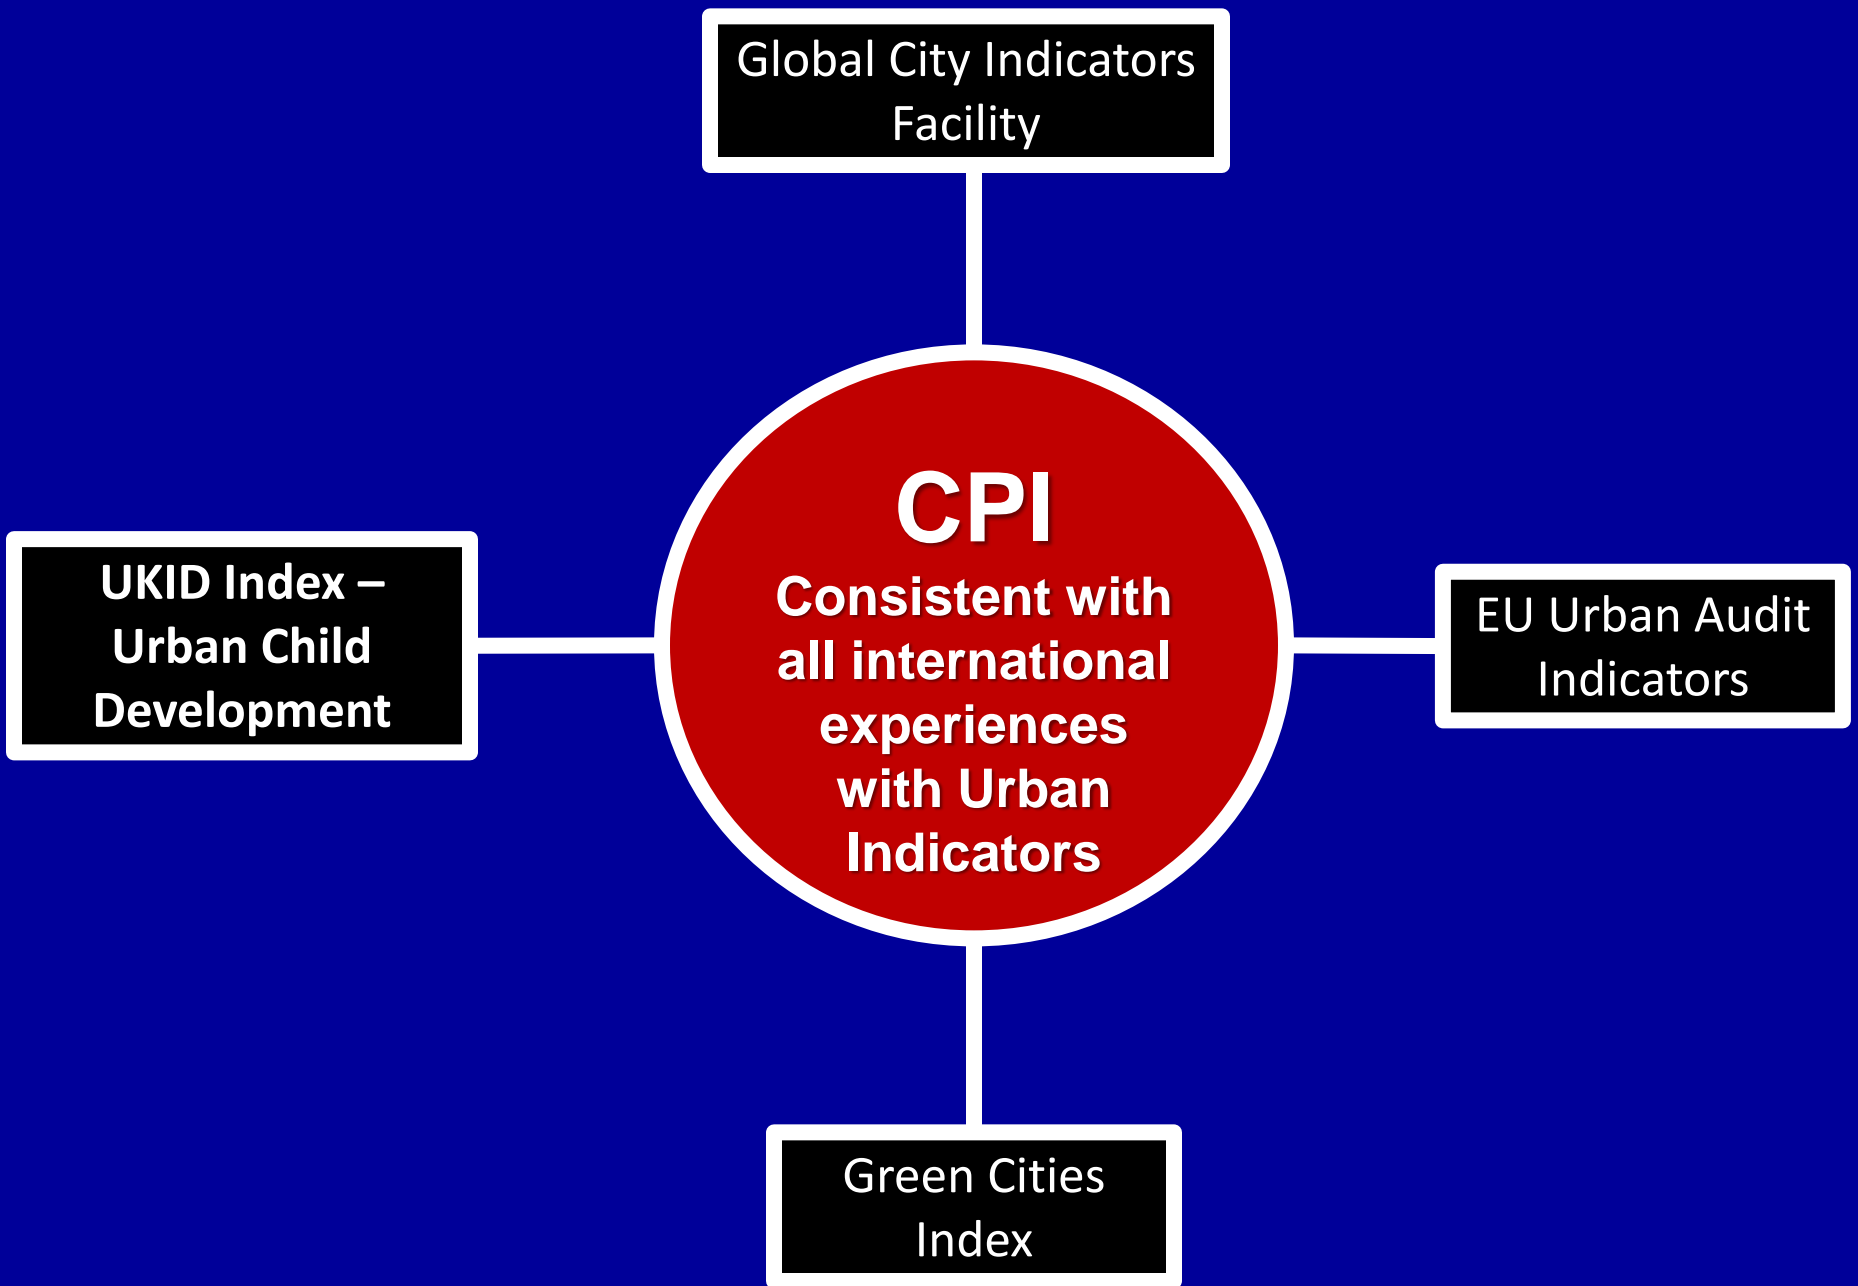 Global City Indicators
Facility
CPI
Consistent with
all international
experiences
with Urban
Indicators
UKID Index –
Urban Child
Development
EU Urban Audit
Indicators
Green Cities
Index